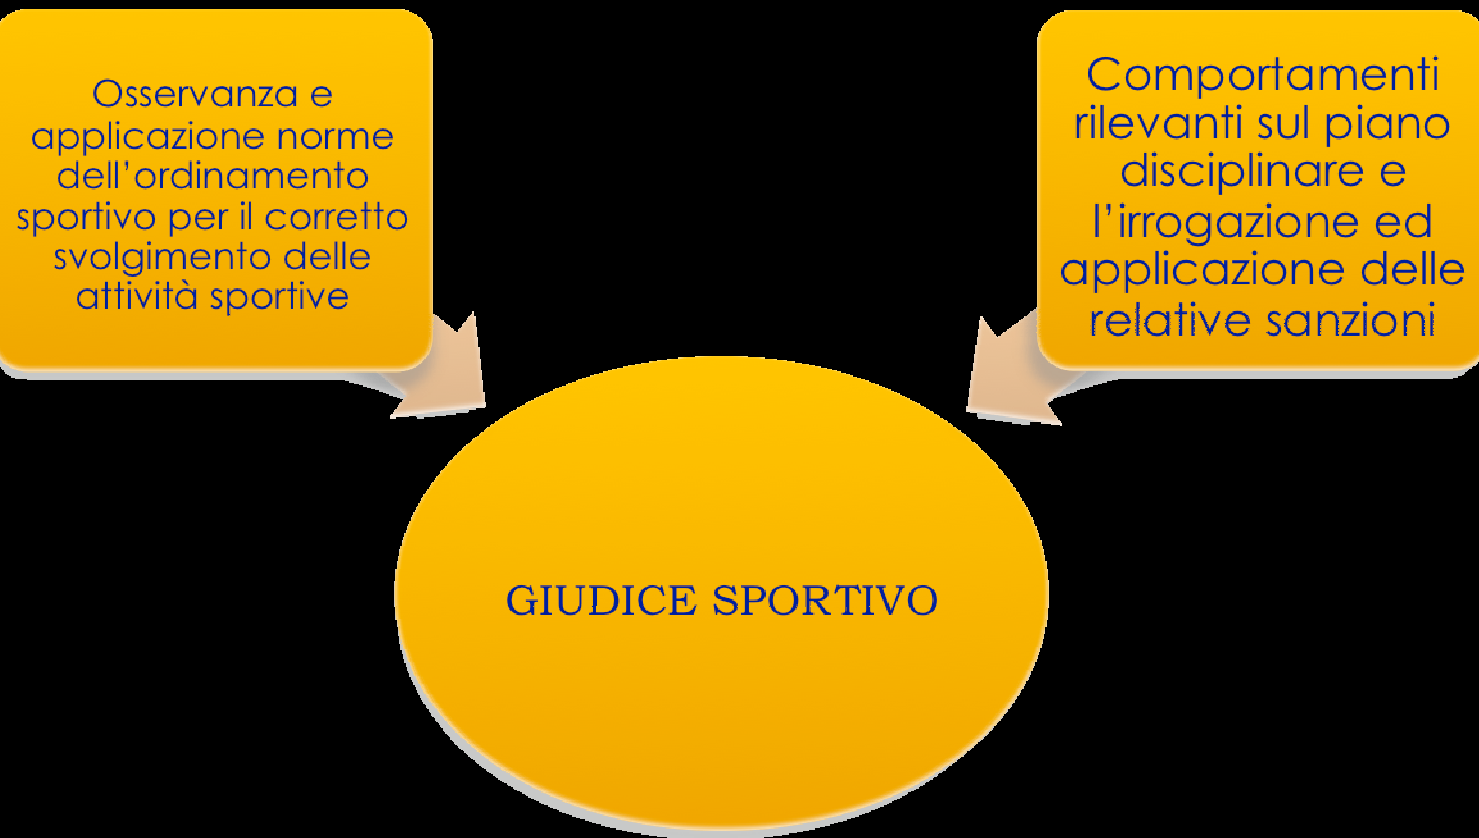 Osservanza e
applicazione norme
dell'ordinamento
sportivo per il corretto
svolgimento delle
attività sportive
Comportamenti
rilevanti sul piano
disciplinare e
l'irrogazione ed
applicazione delle
relative sanzioni
GIUDICE SPORTIVO